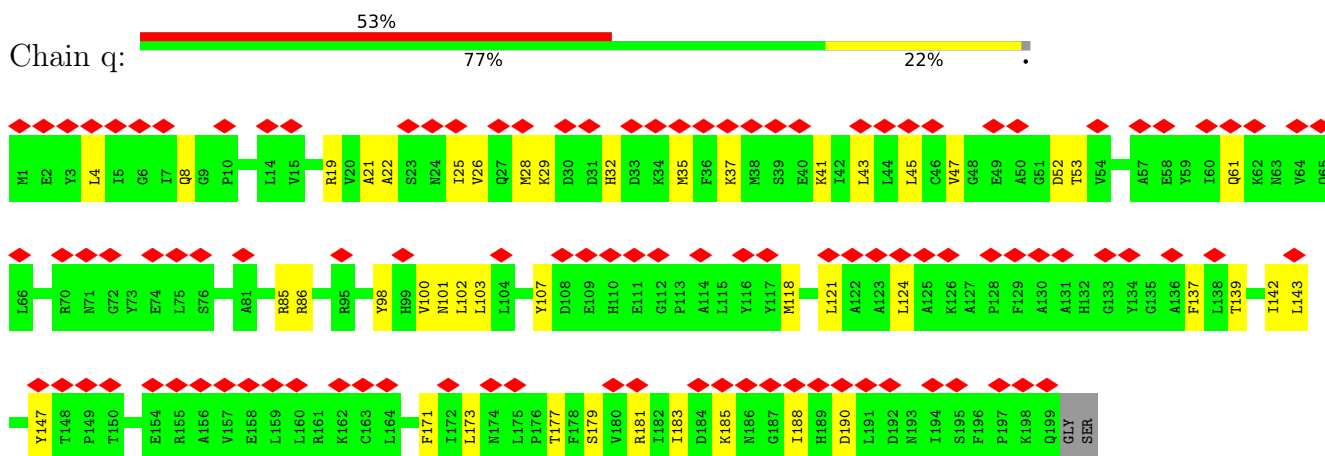 53%
Chain q:
77% 22% •
M1 E2 Y3 L4 I5 G6 I7 Q8 G9 P10 L14 V15 R19 V20 A21 A22 S23 N24 I25 V26 Q27 M28 K29 D30 D31 H32 D33 K34 M35 F36 K37 M38 S39 E40 K41 I42 L43 L44 L45 C46 V47 G48 E49 A50 G51 D52 T53 V54 A57 E58 Y59 I60 Q61 K62 N63 V64 Q65
L66 R70 N71 G72 Y73 E74 L75 S76 A81 R85 R86 R95 Y98 H99 V100 N101 L102 L103 L104 Y107 D108 E109 H110 E111 G112 P113 A114 L115 Y116 Y117 M118 L121 A122 A123 L124 A125 K126 A127 P128 F129 A130 A131 H132 G133 Y134 G135 A136 F137 L138 T139 I142 L143
Y147 T148 P149 T150 E154 R155 A156 V157 E158 L159 L160 R161 K162 C163 L164 F171 I172 L173 N174 L175 P176 T177 F178 S179 V180 R181 I182 I183 D184 K185 N186 G187 I188 H189 D190 L191 D192 N193 I194 S195 F196 P197 K198 Q199 GLY SER